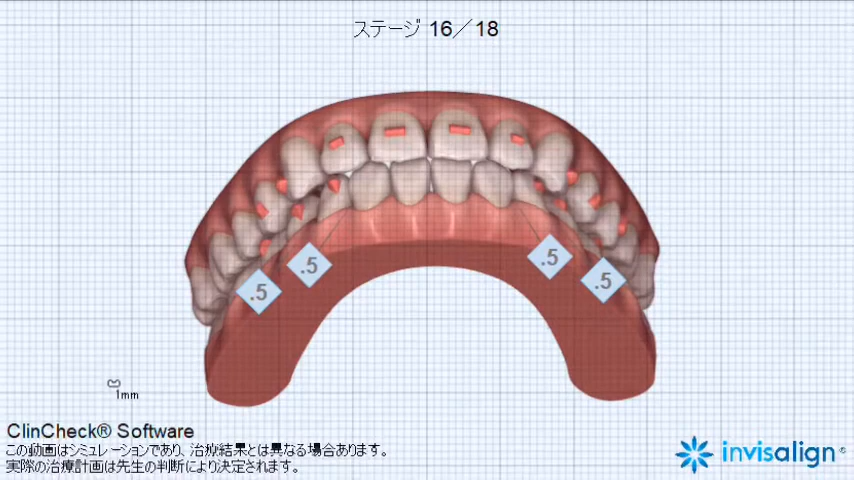 ステージ 16／18
.5
.5
.5
.5
1mm
ClinCheck® Software
この動画はシミュレーションであり、治療結果とは異なる場合あります。
実際の治療計画は先生の判断により決定されます。
invisalign®